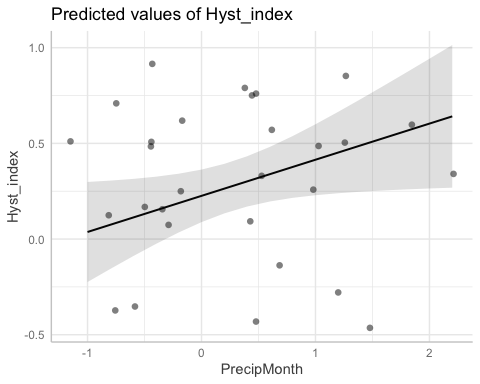 Predicted values of Hyst_index
1.0
0.5
0.0
-0.5
Hyst_index
-1
0
1
2
PrecipMonth